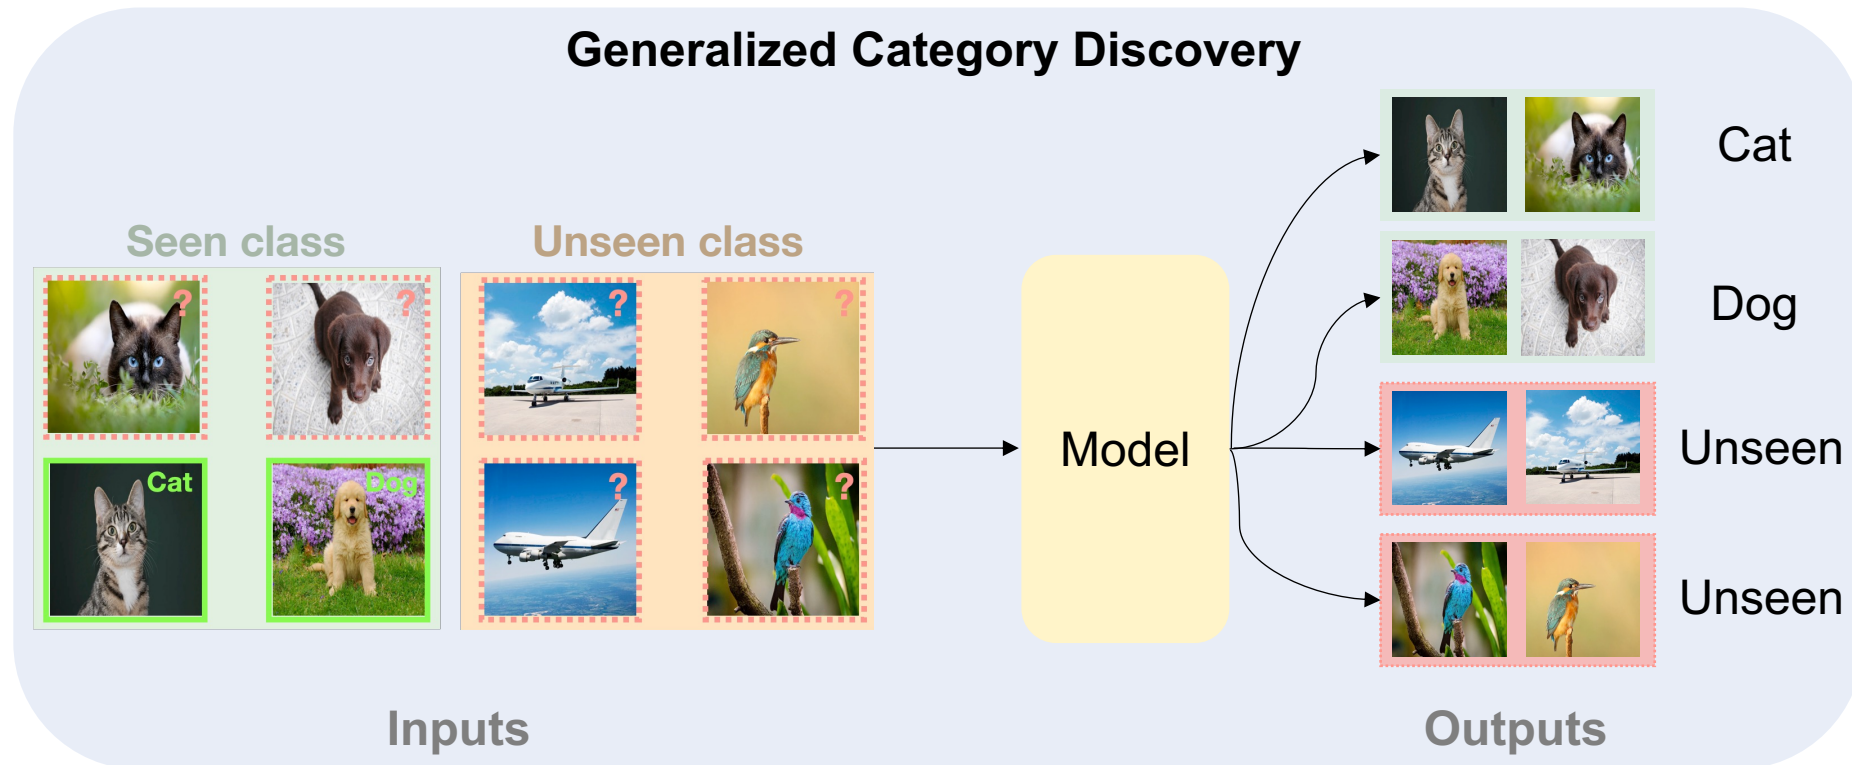 Generalized Category Discovery
Seen class
Unseen class
?
?
?
?
Cat
Dog
?
?
Model
Cat
Dog
Unseen
Unseen
Inputs
Outputs